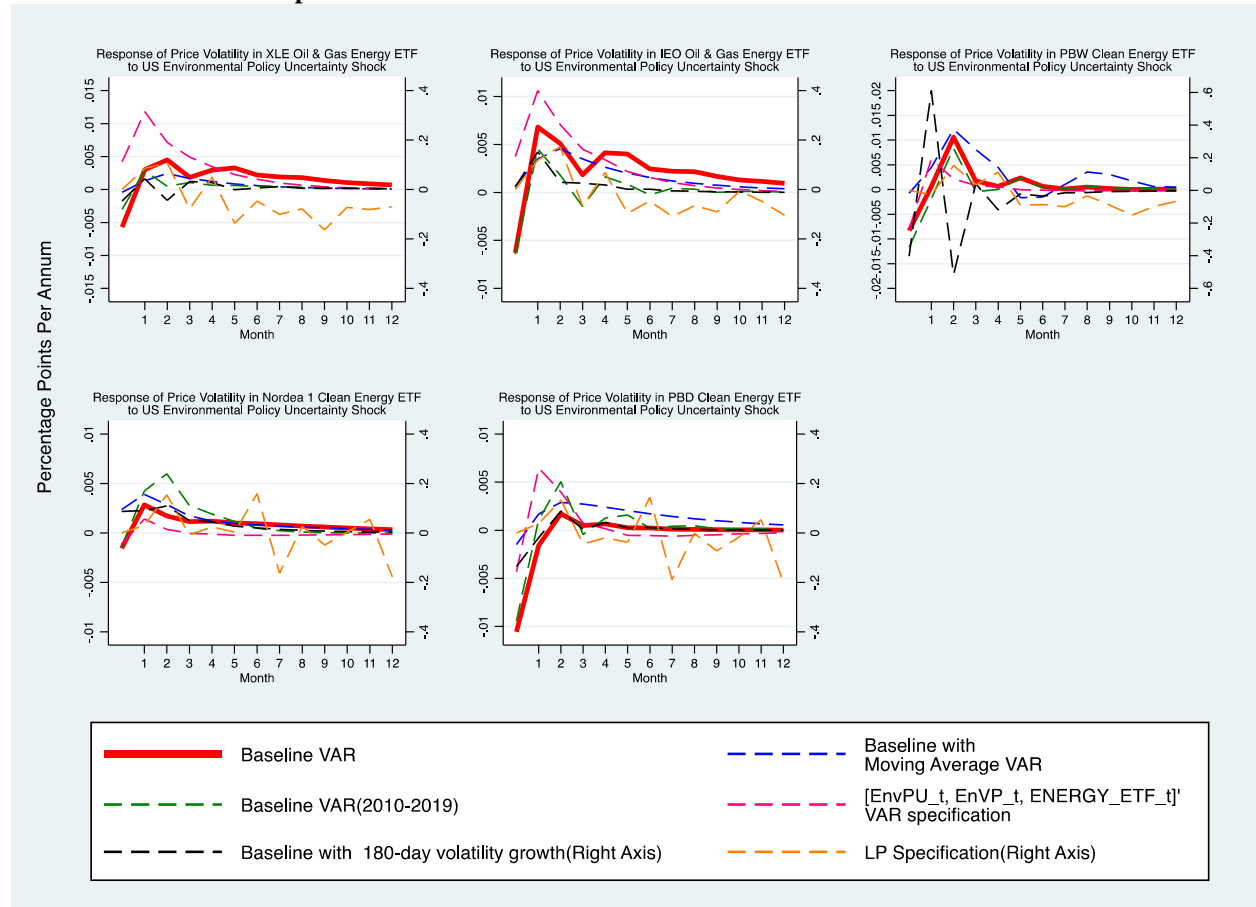 Response of Price Volatility in XLE Oil & Gas Energy ETF
to US Environmental Policy Uncertainty Shock
.015
.01
.005
0
-.005
-.01
-.015
.4
.2
0
-.2
-.4
1 2 3 4 5 6 7 8 9 10 11 12
Month
Response of Price Volatility in IEO Oil & Gas Energy ETF
to US Environmental Policy Uncertainty Shock
.01
.005
0
-.005
-.01
.4
.2
0
-.2
-.4
1 2 3 4 5 6 7 8 9 10 11 12
Month
Response of Price Volatility in PBW Clean Energy ETF
to US Environmental Policy Uncertainty Shock
.02
.015
.01
.005
0
-.005
-.01
-.015
-.02
.6
.4
.2
0
-.2
-.4
-.6
1 2 3 4 5 6 7 8 9 10 11 12
Month
Percentage Points Per Annum
Response of Price Volatility in Nordea 1 Clean Energy ETF
to US Environmental Policy Uncertainty Shock
.01
.005
0
-.005
-.01
.4
.2
0
-.2
-.4
1 2 3 4 5 6 7 8 9 10 11 12
Month
Response of Price Volatility in PBD Clean Energy ETF
to US Environmental Policy Uncertainty Shock
.01
.005
0
-.005
-.01
.4
.2
0
-.2
-.4
1 2 3 4 5 6 7 8 9 10 11 12
Month
Baseline VAR
Baseline with
Moving Average VAR
Baseline VAR(2010-2019)
[EnvPU_t, EnVP_t, ENERGY_ETF_t]'
VAR specification
Baseline with 180-day volatility growth(Right Axis)
LP Specification(Right Axis)